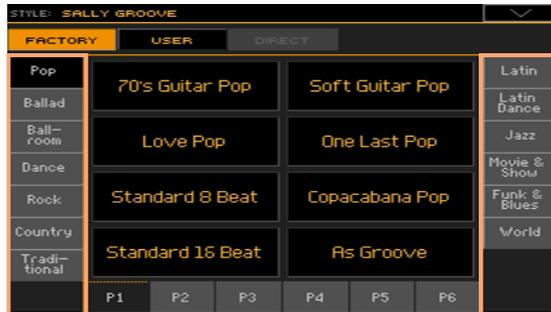 STYLE: SALLY GROOVE
FACTORY USER DIRECT
Pop
Ballad
Ball-
room
Dance
Rock
Country
Tradi-
tional
70's Guitar Pop Soft Guitar Pop
Love Pop One Last Pop
Standard 8 Beat Copacabana Pop
Standard 16 Beat As Groove
Latin
Latin
Dance
Jazz
Movie &
Show
Funk &
Blues
World
P1 P2 P3 P4 P5 P6